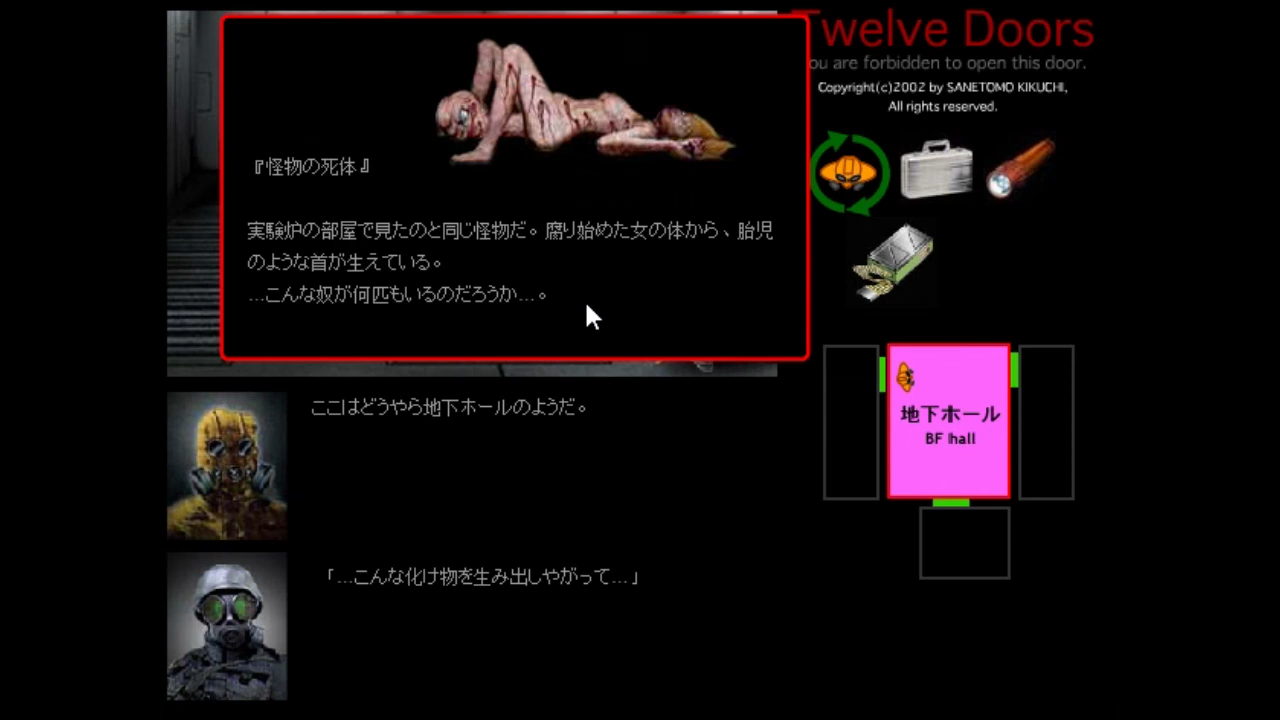 Twelve Doors
ou are forbidden to open this door.
Copyright(c)2002 by SANETOMO KIKUCHI,
All rights reserved.
『怪物の死体』
実験炉の部屋で見たのと同じ怪物だ。腐り始めた女の体から、胎児
のような首が生えている。
…こんな奴が何匹もいるのだろうか…。
ここはどうやら地下ホールのようだ。
地下ホール
BF hall
「…こんな化け物を生み出しやがって…」